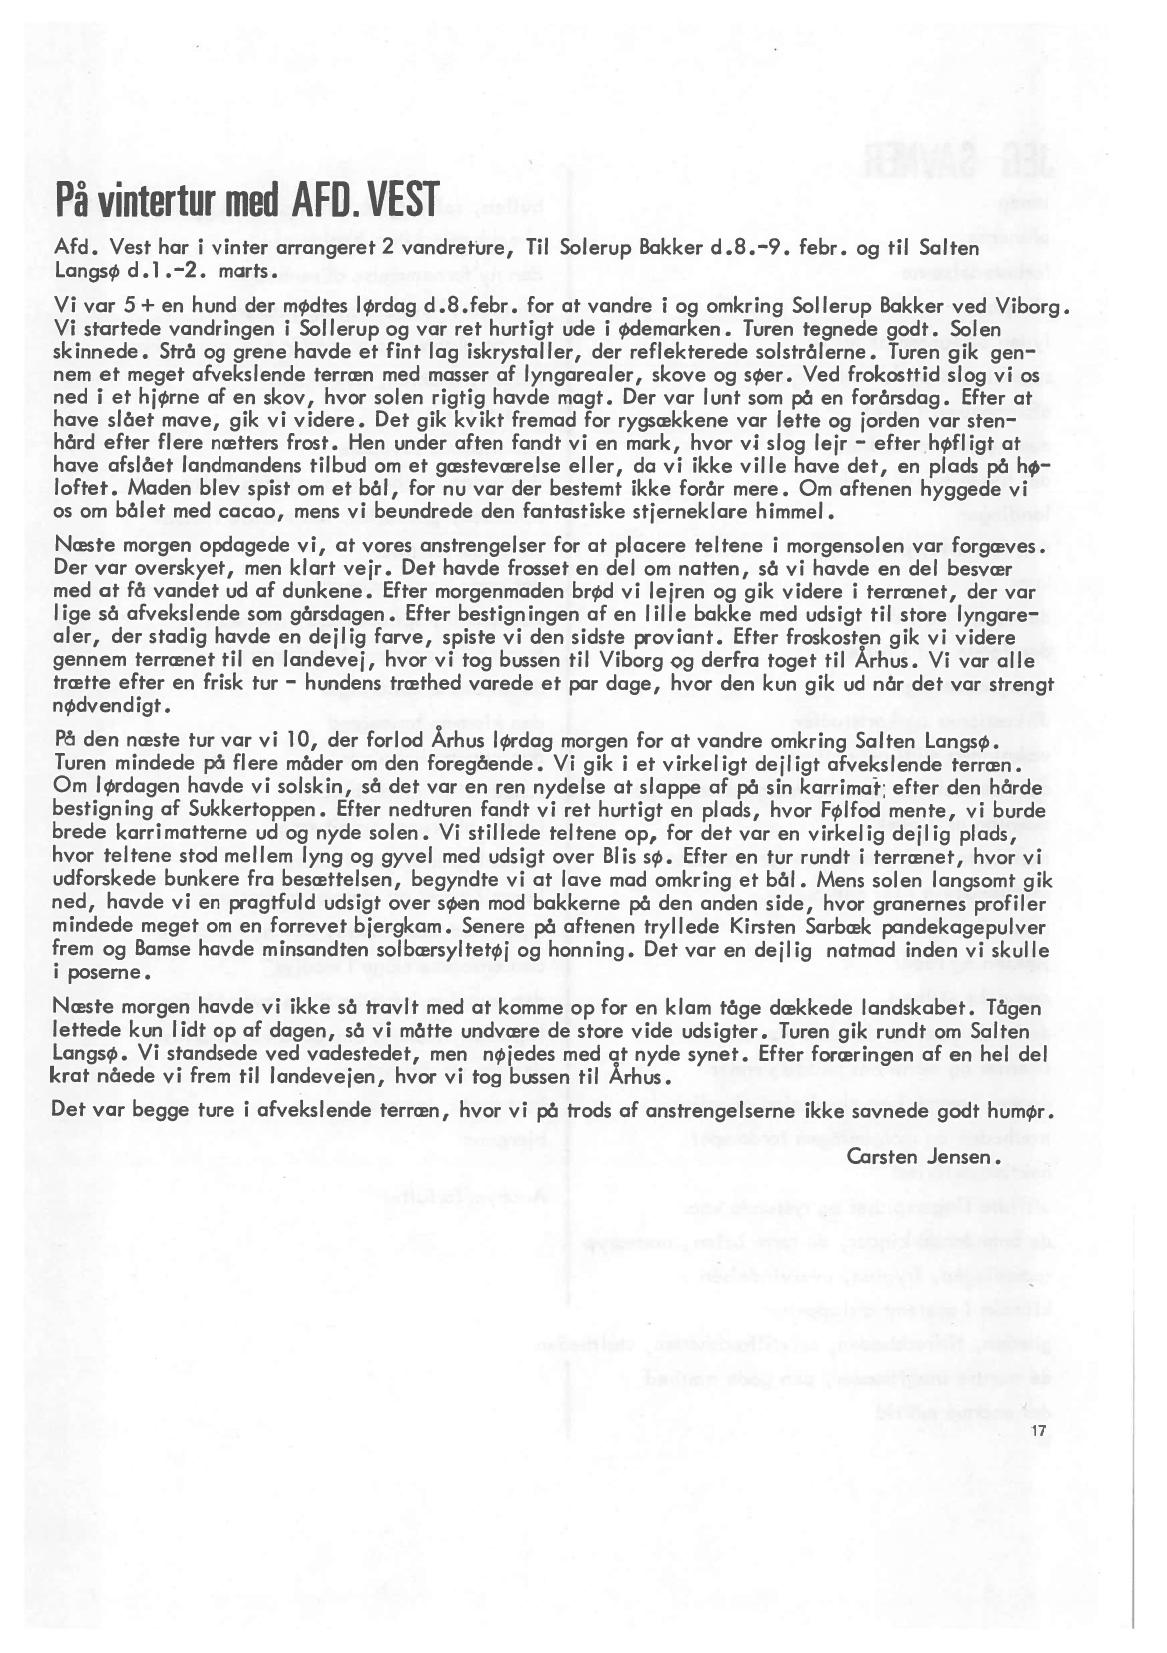 På vintertur med AFD. VEST
Afd. Vest har i vinter arrangeret 2 vandreture, Til Solerup Bakker d.8.-9. febr. og til Salten
Langsø d.1.-2. marts.
Vi var 5 + en hund der mødtes lørdag d.8.febr. for at vandre i og omkring Sollerup Bakker ved Viborg.
Vi startede vandringen i Sollerup og var ret hurtigt ude i ødemarken. Turen tegnede godt. Solen
skinnede. Strå og grene havde et fint lag iskrystaller, der reflekterede solstrålerne. Turen gik gen-
nem et meget afvekslende terræn med masser af lyngarealer, skove og søer. Ved frokosttid slog vi os
ned i et hjørne af en skov, hvor solen rigtig havde magt. Der var lunt som på en forårsdag. Efter at
have slået mave, gik vi videre. Det gik kvikt fremad for rygsækkene var lette og jorden var sten-
hård efter flere nætters frost. Hen under aften fandt vi en mark, hvor vi slog lejr - efter høfligt at
have afslået landmandens tilbud om et gæsteværelse eller, da vi ikke ville have det, en plads på hø-
loftet. Maden blev spist om et bål, for nu var der bestemt ikke forår mere. Om aftenen hyggede vi
os om bålet med cacao, mens vi beundrede den fantastiske stjerneklare himmel.
Næste morgen opdagede vi, at vores anstrengelser for at placere teltene i morgensolen var forgæves.
Der var overskyet, men klart vejr. Det havde frosset en del om natten, så vi havde en del besvær
med at få vandet ud af dunkene. Efter morgenmaden brød vi lejren og gik videre i terrænet, der var
lige så afvekslende som gårsdagen. Efter bestigningen af en lille bakke med udsigt til store lyngare-
aler, der stadig havde en dejlig farve, spiste vi den sidste proviant. Efter froskosten gik vi videre
gennem terrænet til en landevej, hvor vi tog bussen til Viborg og derfra toget til Århus. Vi var alle
trætte efter en frisk tur - hundens træthed varede et par dage, hvor den kun gik ud når det var strengt
nødvendigt.
På den næste tur var vi 10, der forlod Århus lørdag morgen for at vandre omkring Salten Langsø.
Turen mindede på flere måder om den foregående. Vi gik i et virkeligt dejligt afvekslende terræn.
Om lørdagen havde vi solskin, så det var en ren nydelse at slappe af på sin karrimat; efter den hårde
bestigning af Sukkertoppen. Efter nedturen fandt vi ret hurtigt en plads, hvor Følfod mente, vi burde
brede karrimatterne ud og nyde solen. Vi stillede teltene op, for det var en virkelig dejlig plads,
hvor teltene stod mellem lyng og gyvel med udsigt over Blis sø. Efter en tur rundt i terrænet, hvor vi
udforskede bunkere fra besættelsen, begyndte vi at lave mad omkring et bål. Mens solen langsomt gik
ned, havde vi en pragtfuld udsigt over søen mod bakkerne på den anden side, hvor granernes profiler
mindede meget om en forrevet bjergkam. Senere på aftenen tryllede Kirsten Sarbæk pandekagepulver
frem og Bamse havde minsandten solbærsyltetøj og honning. Det var en dejlig natmad inden vi skulle
i poserne.
Næste morgen havde vi ikke så travlt med at komme op for en klam tåge dækkede landskabet. Tågen
lettede kun lidt op af dagen, så vi måtte undvære de store vide udsigter. Turen gik rundt om Salten
Langsø. Vi standsede ved vadestedet, men nøjedes med at nyde synet. Efter foræringen af en hel del
krat nåede vi frem til landevejen, hvor vi tog bussen til Århus.
Det var begge ture i afvekslende terræn, hvor vi på trods af anstrengelserne ikke savnede godt humør.
Carsten Jensen.
17